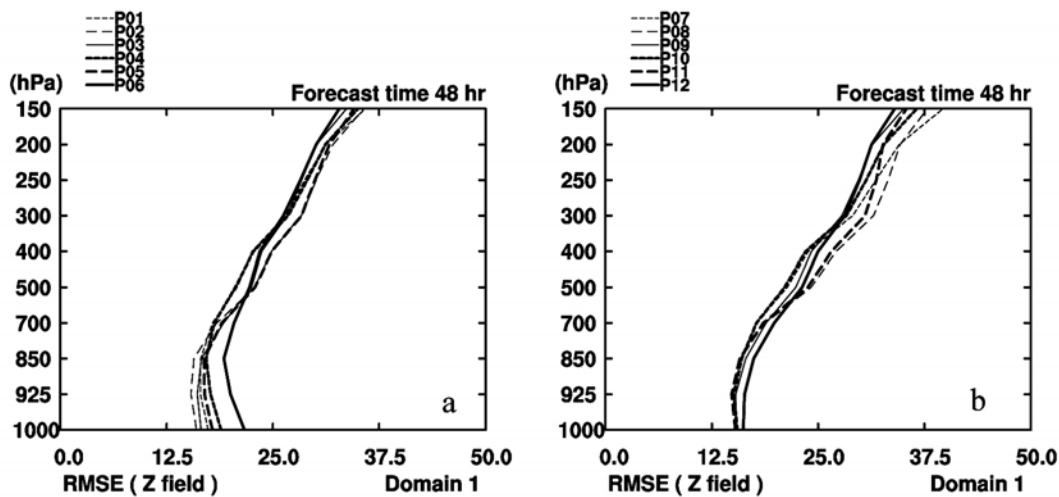 P01
P02
P03
P04
P05
P06
(hPa)
Forecast time 48 hr
150
200
250
300
400
500
700
850
925
1000
a
0.0 12.5 25.0 37.5 50.0
RMSE ( Z field ) Domain 1
P07
P08
P09
P10
P11
P12
(hPa)
Forecast time 48 hr
150
200
250
300
400
500
700
850
925
1000
b
0.0 12.5 25.0 37.5 50.0
RMSE ( Z field ) Domain 1